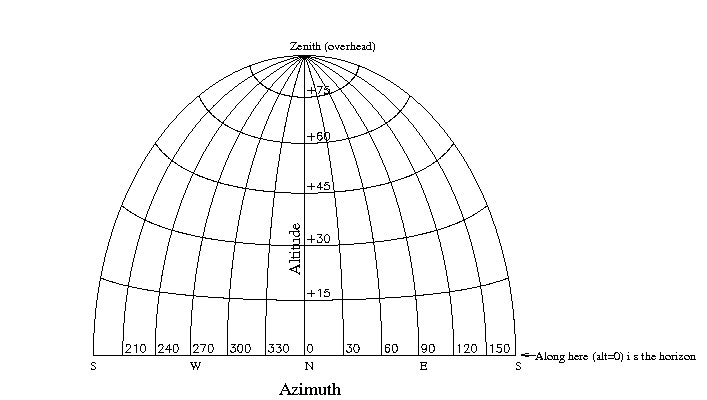 Zenith (overhead)
+75
+60
+45
+30
Altitude
+15
210 240 270 300 330 0 30 60 90 120 150
Along here (alt=0) i s the horizon
S W N E S
Azimuth